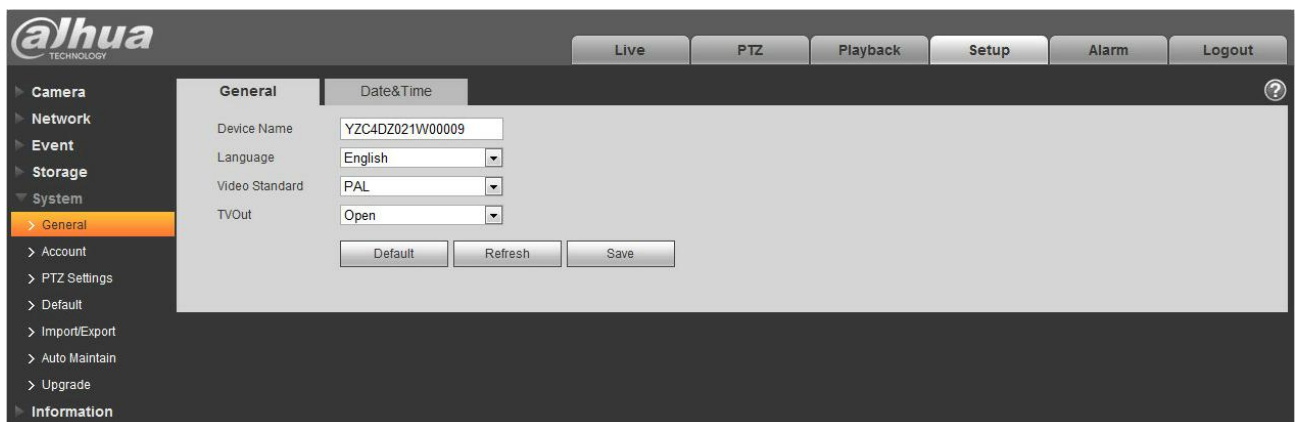 alhua
TECHNOLOGY
Live PTZ Playback Setup Alarm Logout
Camera
Network
Event
Storage
System
> General
> Account
> PTZ Settings
> Default
> Import/Export
> Auto Maintain
> Upgrade
Information
General Date&Time
?
Device Name YZC4DZ021W00009
Language English
Video Standard PAL
TVOut Open
Default Refresh Save